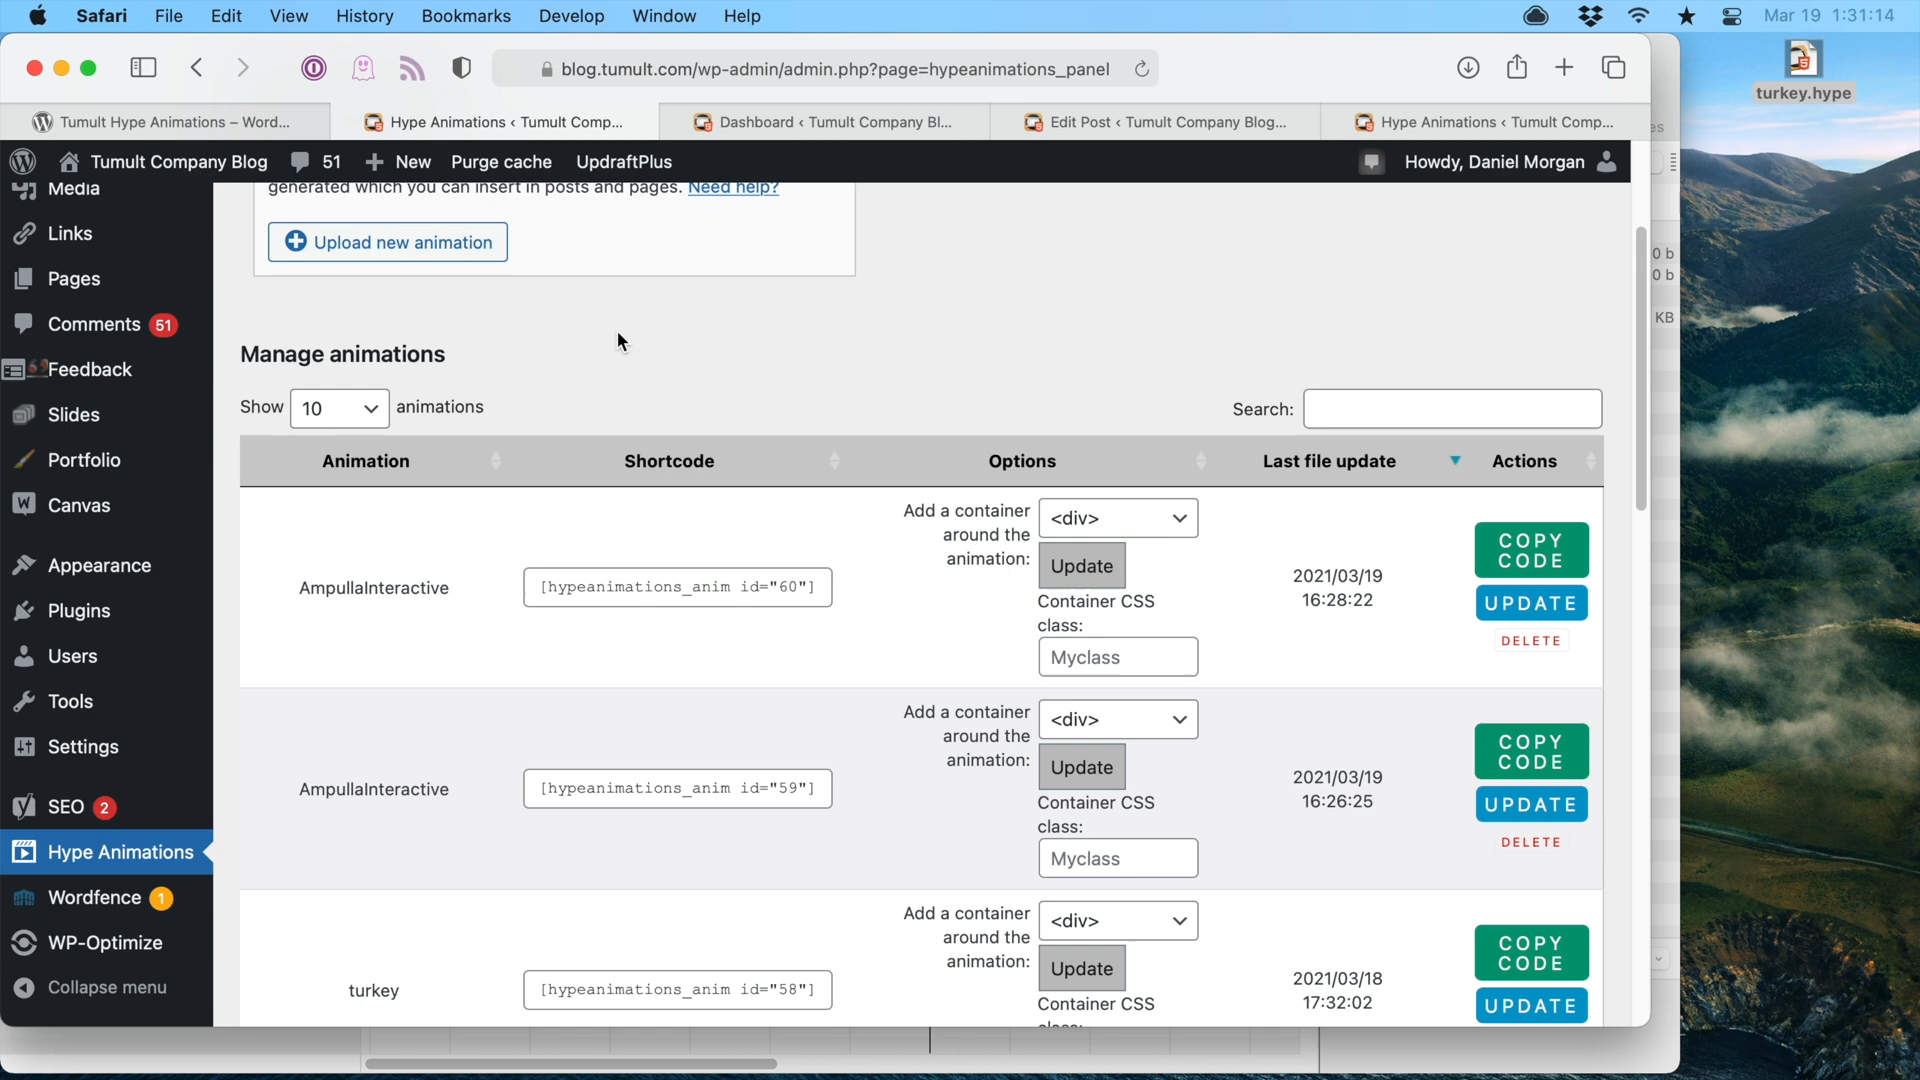 Safari File Edit View History Bookmarks Develop Window Help Mar 19 1:31:14
blog.tumult.com/wp-admin/admin.php?page=hypeanimations_panel
turkey.hype
Tumult Hype Animations – Word...
Hype Animations ‹ Tumult Comp...
Dashboard ‹ Tumult Company Bl...
Edit Post ‹ Tumult Company Blog...
Hype Animations ‹ Tumult Comp...
es
Tumult Company Blog 51 New Purge cache UpdraftPlus Howdy, Daniel Morgan
Media
Links
Pages
Comments 51
Feedback
Slides
Portfolio
Canvas
Appearance
Plugins
Users
Tools
Settings
SEO 2
Hype Animations
Wordfence 1
WP-Optimize
Collapse menu
generated which you can insert in posts and pages. Need help?
Upload new animation
Manage animations
Show 10 animations
Search:
Animation Shortcode Options Last file update Actions
AmpullaInteractive
[hypeanimations_anim id="60"]
Add a container
around the
animation:
<div>
Update
Container CSS
class:
Myclass
2021/03/19
16:28:22
COPY
CODE
UPDATE
DELETE
AmpullaInteractive
[hypeanimations_anim id="59"]
Add a container
around the
animation:
<div>
Update
Container CSS
class:
Myclass
2021/03/19
16:26:25
COPY
CODE
UPDATE
DELETE
turkey
[hypeanimations_anim id="58"]
Add a container
around the
animation:
<div>
Update
Container CSS
class:
2021/03/18
17:32:02
COPY
CODE
UPDATE
0 b
0 b
KB